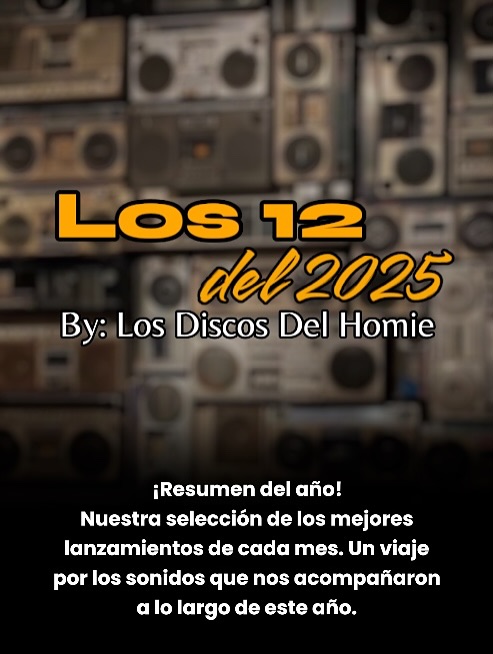 Los 12
del 2025
By: Los Discos Del Homie
¡Resumen del año!
Nuestra selección de los mejores
lanzamientos de cada mes. Un viaje
por los sonidos que nos acompañaron
a lo largo de este año.